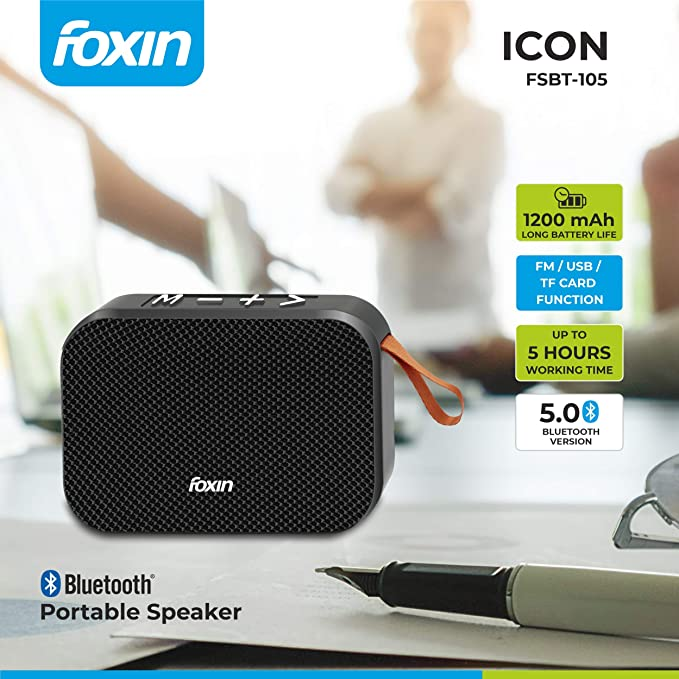 foxin
ICON
FSBT-105
1200 mAh
LONG BATTERY LIFE
FM / USB /
TF CARD
FUNCTION
UP TO
5 HOURS
WORKING TIME
5.0
BLUETOOTH
VERSION
M − + >
foxin
Bluetooth®
Portable Speaker